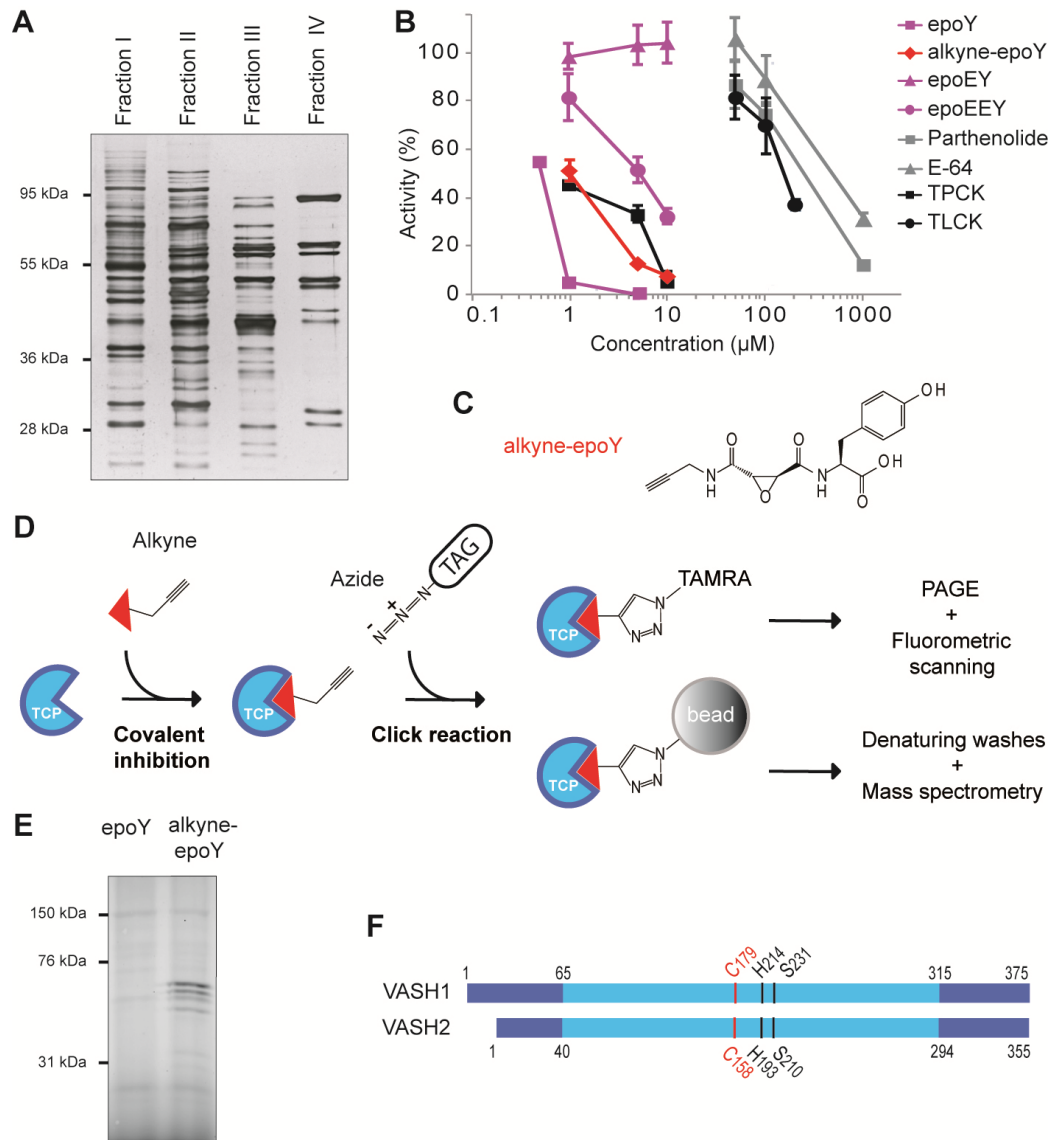 A
Fraction I
Fraction II
Fraction III
Fraction IV
95 kDa
55 kDa
36 kDa
28 kDa
B
Activity (%)
100
80
60
40
20
0
0.1
1
10
100
1000
Concentration (µM)
epoY
alkyne-epoY
epoEY
epoEEY
Parthenolide
E-64
TPCK
TLCK
C
alkyne-epoY
O
N
H
O
O
N
H
O
OH
OH
D
Alkyne
TCP
Covalent
inhibition
TCP
Azide
TAG
N
+
N
-
N
Click reaction
TAMRA
TCP
N
N
N
PAGE
+
Fluorometric
scanning
bead
TCP
N
N
N
Denaturing washes
+
Mass spectrometry
E
epoY
alkyne-
epoY
150 kDa
76 kDa
31 kDa
F
1
65
C179
H214
S231
315
375
VASH1
VASH2
1
40
C158
H193
S210
294
355